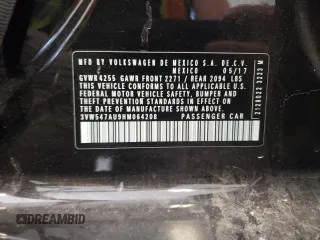 MFD. BY VOLKSWAGEN DE MEXICO S.A. DE C.V.
MEXICO 05/17
GVWR 4255 GAWR FRONT 2271 / REAR 2094 LBS
THIS VEHICLE CONFORMS TO ALL APPLICABLE U.S.
FEDERAL MOTOR VEHICLE SAFETY, BUMPER AND
THEFT PREVENTION STANDARDS IN EFFECT ON
THE DATE OF MANUFACTURE SHOWN ABOVE.
3VW547AU9HM064208 PASSENGER CAR
2128022 3223 M
DREAMBID